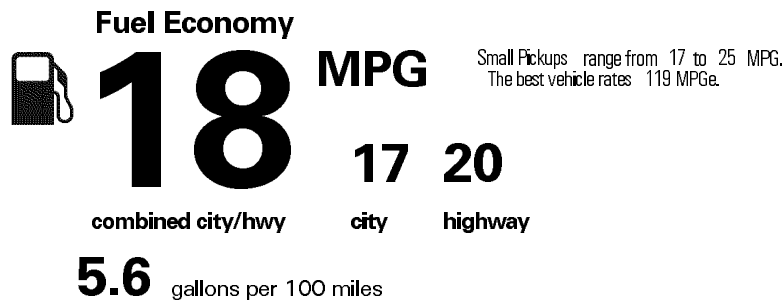 Fuel Economy
18 MPG
Small Pickups range from 17 to 25 MPG.
The best vehicle rates 119 MPGe.
17 20
combined city/hwy city highway
5.6 gallons per 100 miles